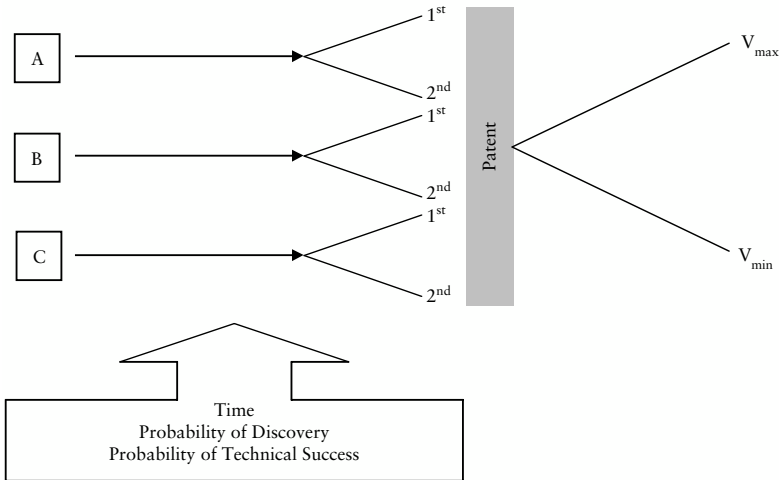 A
1st
2nd
B
1st
2nd
C
1st
2nd
Patent
Vmax
Vmin
Time
Probability of Discovery
Probability of Technical Success